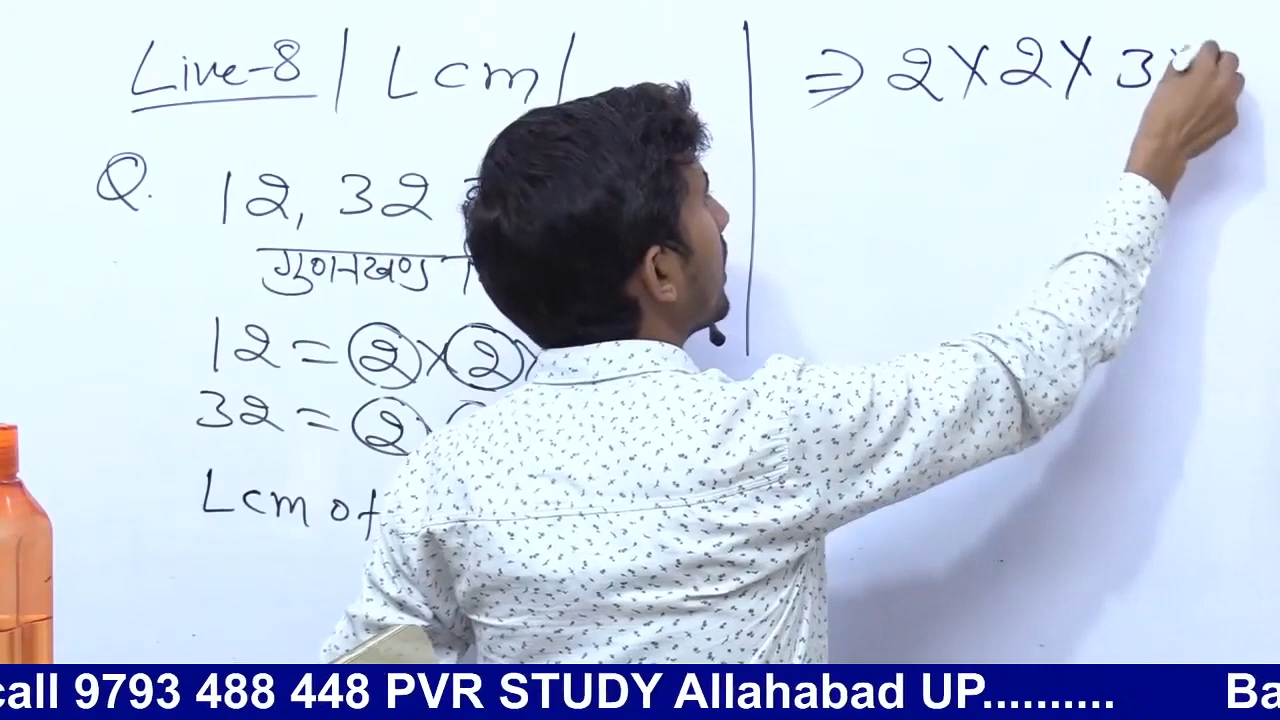 Live-8 / Lcm /
Q. 12, 32
गुणनखण्ड
12 = 2 × 2 ×
32 = 2
Lcm of
⇒ 2 × 2 × 3 ×
call 9793 488 448 PVR STUDY Allahabad UP.......... Ba